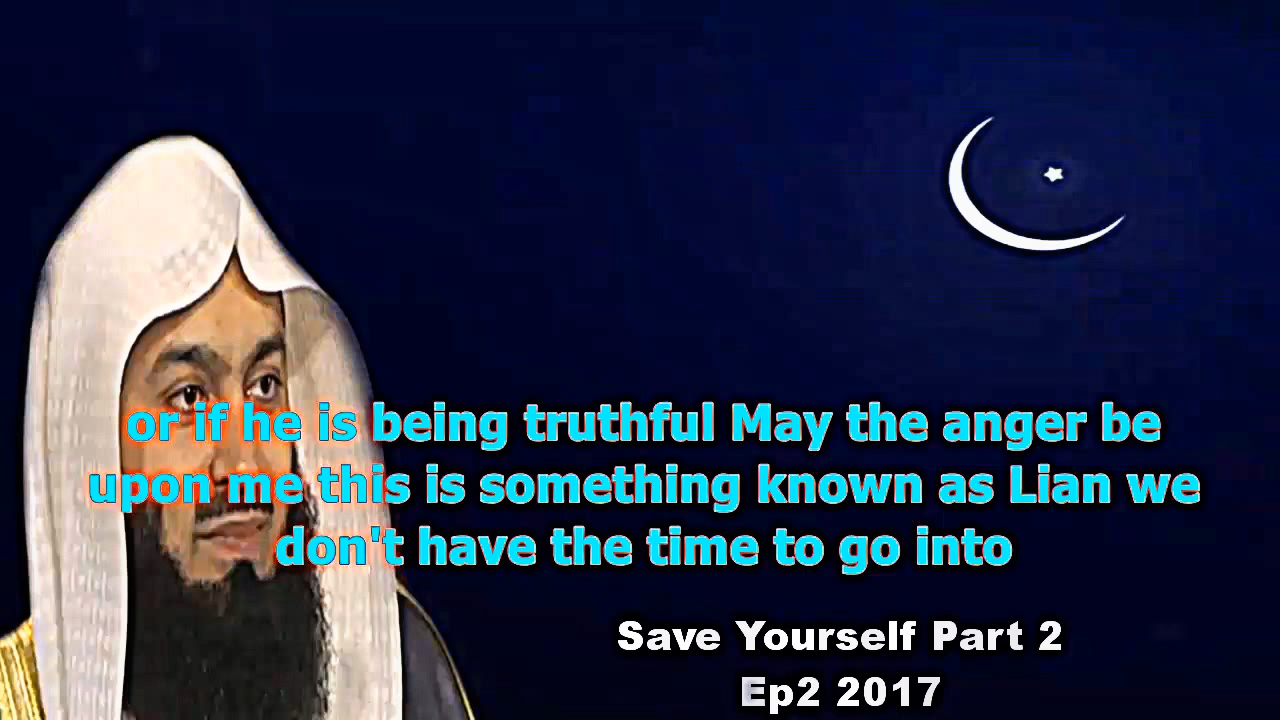 or if he is being truthful May the anger be
upon me this is something known as Lian we
don't have the time to go into
Save Yourself Part 2
Ep2 2017